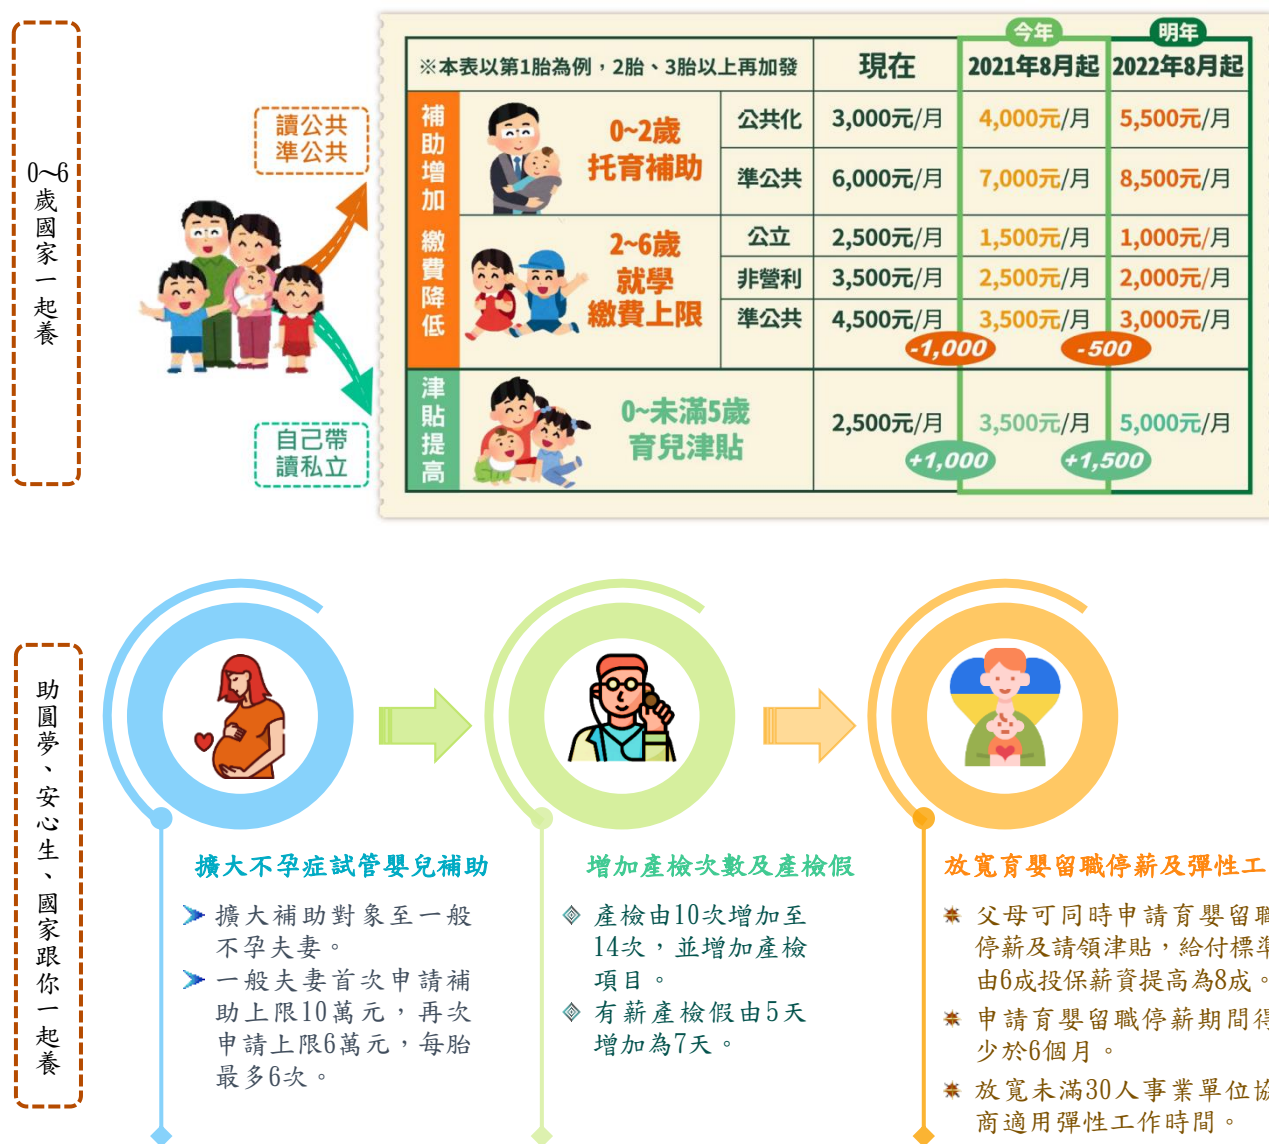 0~6歲國家一起養
讀公共
準公共
自己帶
讀私立
今年
明年
※本表以第1胎為例，2胎、3胎以上再加發
現在
2021年8月起
2022年8月起
補助增加
0~2歲
托育補助
公共化
3,000元/月
4,000元/月
5,500元/月
準公共
6,000元/月
7,000元/月
8,500元/月
繳費降低
2~6歲
就學
繳費上限
公立
2,500元/月
1,500元/月
1,000元/月
非營利
3,500元/月
2,500元/月
2,000元/月
準公共
4,500元/月
3,500元/月
3,000元/月
-1,000
-500
津貼提高
0~未滿5歲
育兒津貼
2,500元/月
3,500元/月
5,000元/月
+1,000
+1,500
助圓夢、安心生、國家跟你一起養
擴大不孕症試管嬰兒補助
擴大補助對象至一般
不孕夫妻。
一般夫妻首次申請補
助上限10萬元，再次
申請上限6萬元，每胎
最多6次。
增加產檢次數及產檢假
產檢由10次增加至
14次，並增加產檢
項目。
有薪產檢假由5天
增加為7天。
放寬育嬰留職停薪及彈性工
父母可同時申請育嬰留職
停薪及請領津貼，給付標準
由6成投保薪資提高為8成。
申請育嬰留職停薪期間得
少於6個月。
放寬未滿30人事業單位協
商適用彈性工作時間。